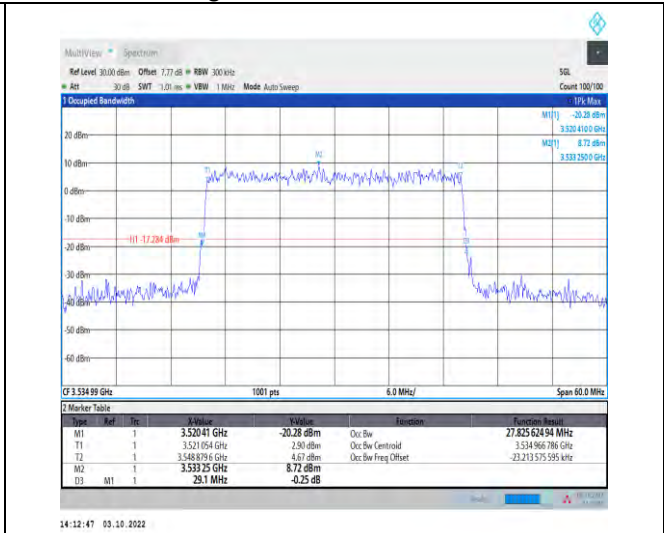 MultiView Spectrum
Ref Level 30.00 dBm Offset 7.77 dB RBW 300 kHz SGL
Att 30 dB SWT 1.01 ms VBW 1 MHz Mode Auto Sweep Count 100/100
1 Occupied Bandwidth 1Pk Max
M1[1] -20.28 dBm
3.520 410 0 GHz
M2[1] 8.72 dBm
3.533 250 0 GHz
20 dBm
10 dBm
M2
T1
0 dBm
-10 dBm
H1 -17.284 dBm
-20 dBm
-30 dBm
-40 dBm
-50 dBm
-60 dBm
CF 3.534 99 GHz 1001 pts 6.0 MHz/ Span 60.0 MHz
2 Marker Table
Type Ref Trc X-Value Y-Value Function Function Result
M1 1 3.520 41 GHz -20.28 dBm Occ Bw 27.825 624 94 MHz
T1 1 3.521 054 GHz 2.90 dBm Occ Bw Centroid 3.534 966 786 GHz
T2 1 3.548 879 6 GHz 4.67 dBm Occ Bw Freq Offset -23.213 575 595 kHz
M2 1 3.533 25 GHz 8.72 dBm
D3 M1 1 29.1 MHz -0.25 dB
14:12:47 03.10.2022